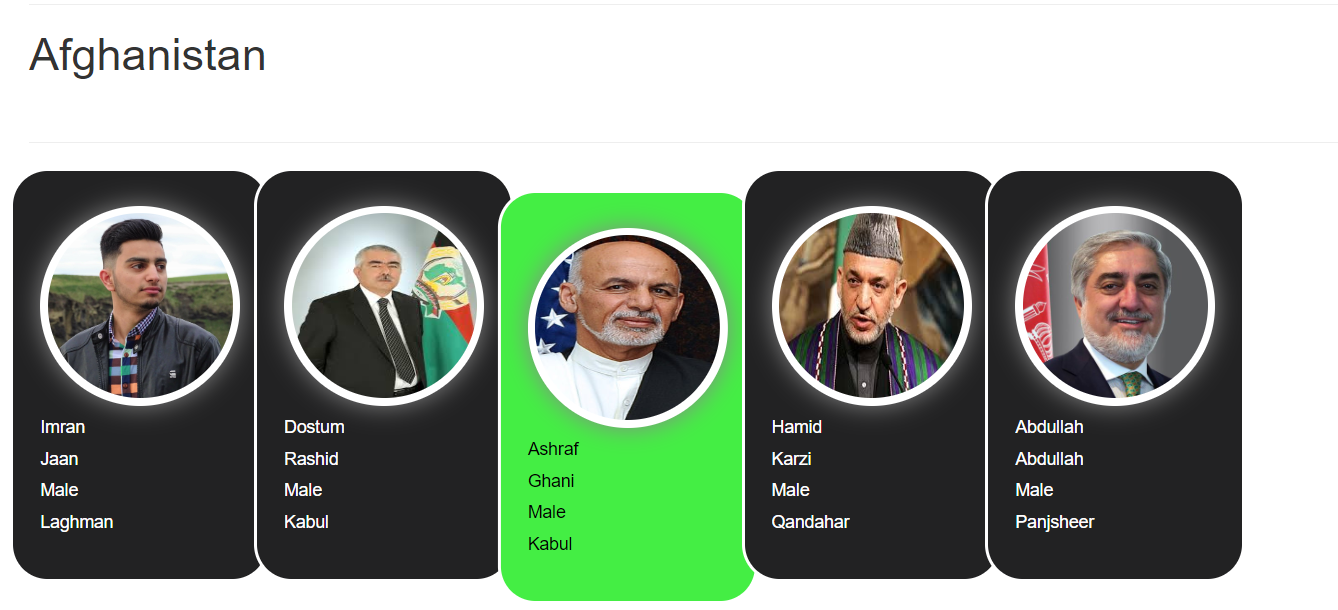 Afghanistan
Imran
Jaan
Male
Laghman
Dostum
Rashid
Male
Kabul
Ashraf
Ghani
Male
Kabul
Hamid
Karzi
Male
Qandahar
Abdullah
Abdullah
Male
Panjsheer